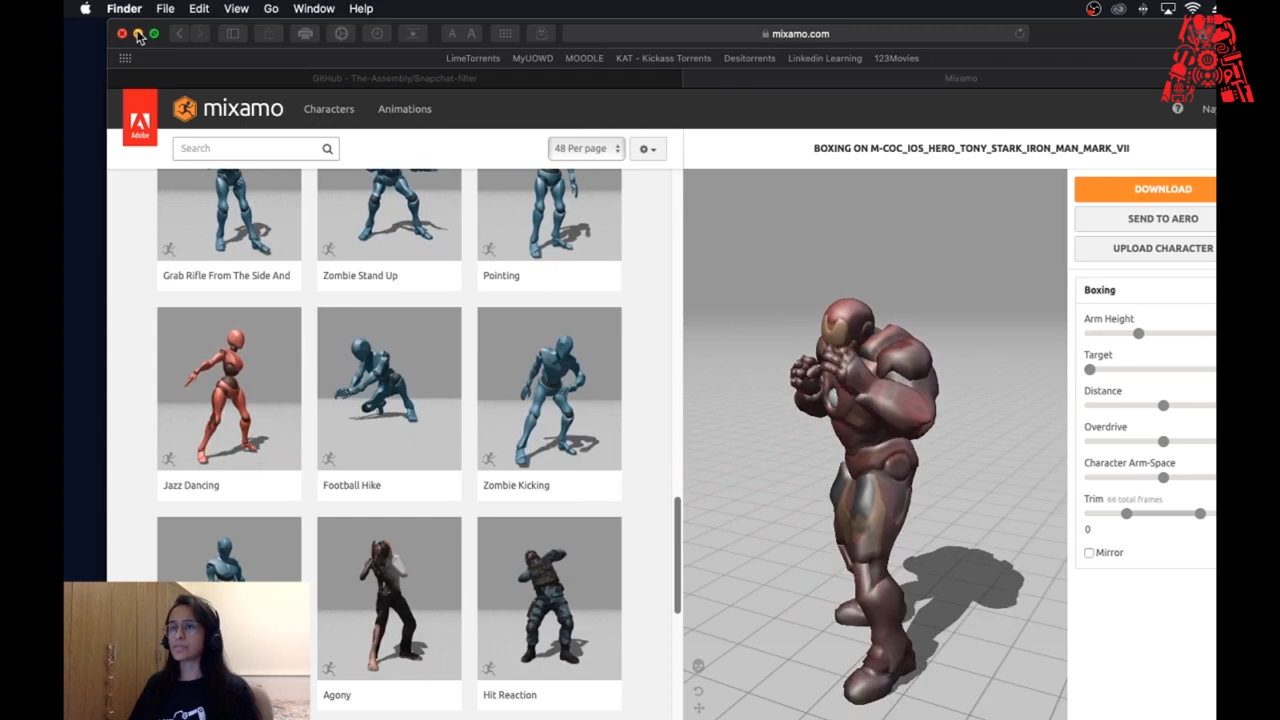 Finder File Edit View Go Window Help
mixamo.com
LimeTorrents MyUOWD MOODLE KAT - Kickass Torrents Desitorrents Linkedin Learning 123Movies
GitHub - The-Assembly/Snapchat-filter Mixamo
Adobe
mixamo Characters Animations
Search 48 Per page
BOXING ON M-COC_IOS_HERO_TONY_STARK_IRON_MAN_MARK_VII
DOWNLOAD
SEND TO AERO
UPLOAD CHARACTER
Grab Rifle From The Side And Zombie Stand Up Pointing
Boxing
Arm Height
Target
Distance
Overdrive
Character Arm-Space
Trim 66 total frames
0
Mirror
Jazz Dancing Football Hike Zombie Kicking
Agony Hit Reaction